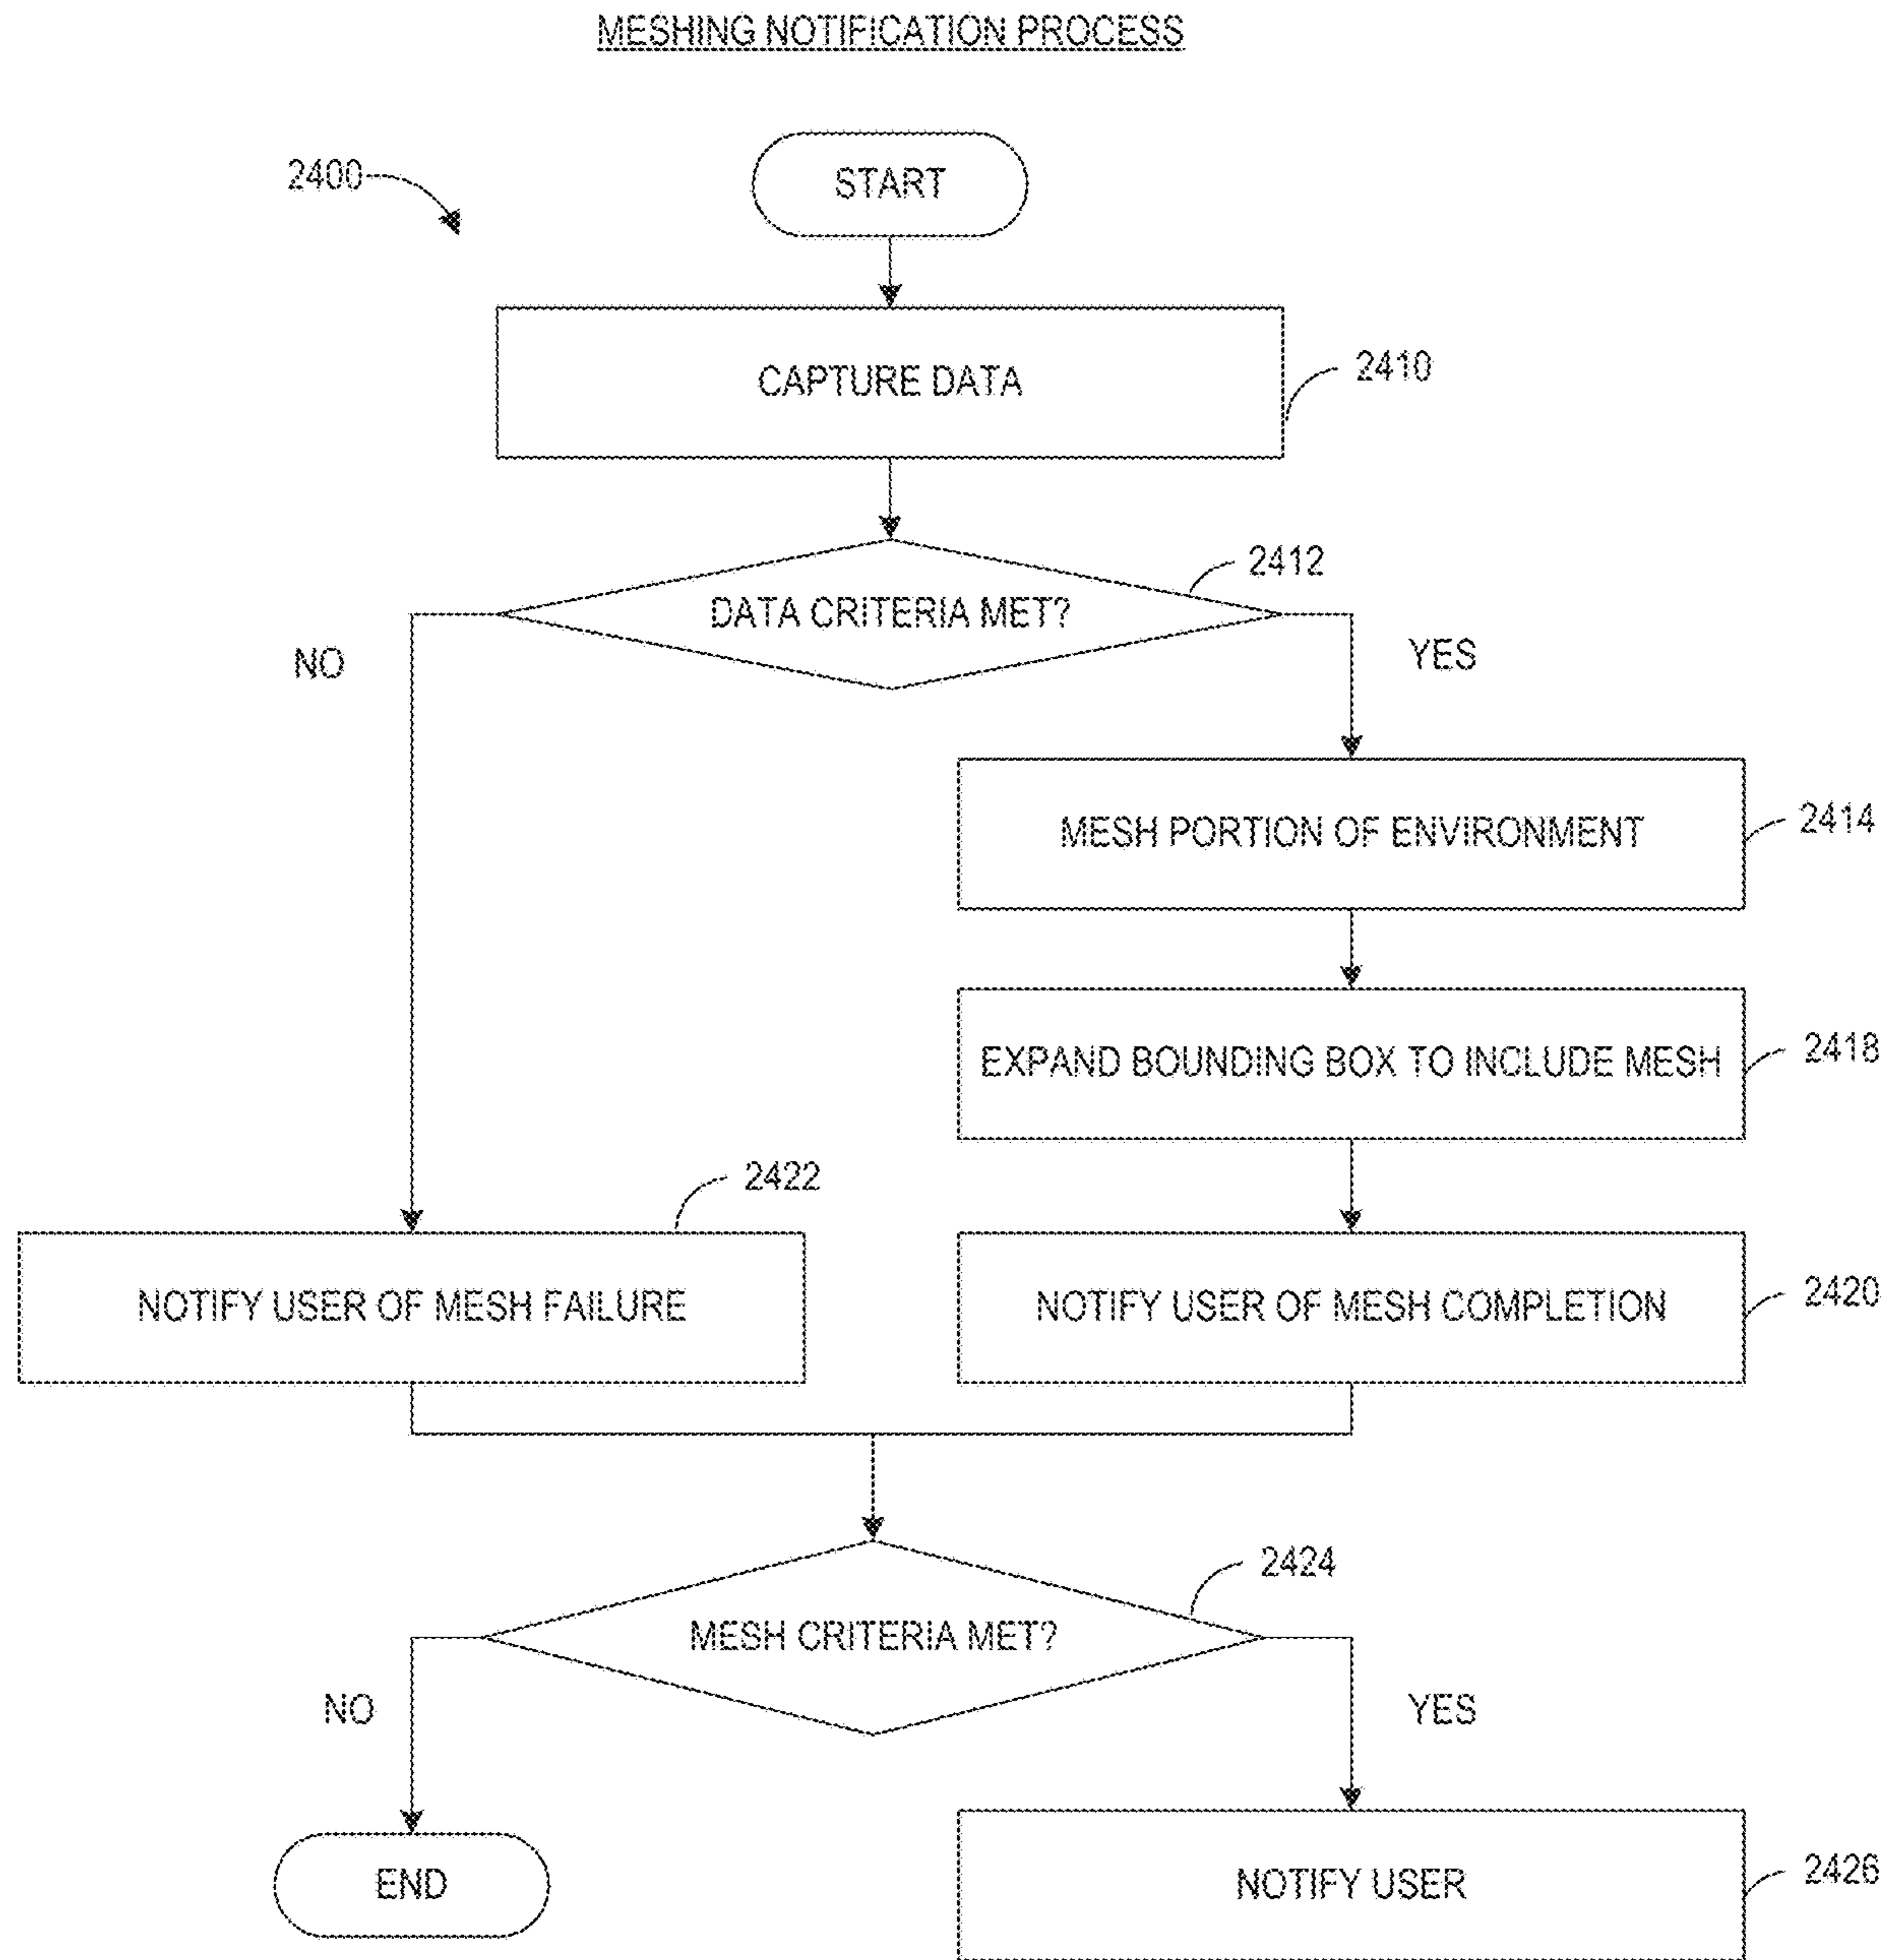 MESHING NOTIFICATION PROCESS
2400
START
CAPTURE DATA
2410
DATA CRITERIA MET?
2412
NO
YES
MESH PORTION OF ENVIRONMENT
2414
EXPAND BOUNDING BOX TO INCLUDE MESH
2418
2422
NOTIFY USER OF MESH FAILURE
NOTIFY USER OF MESH COMPLETION
2420
MESH CRITERIA MET?
2424
NO
YES
END
NOTIFY USER
2426